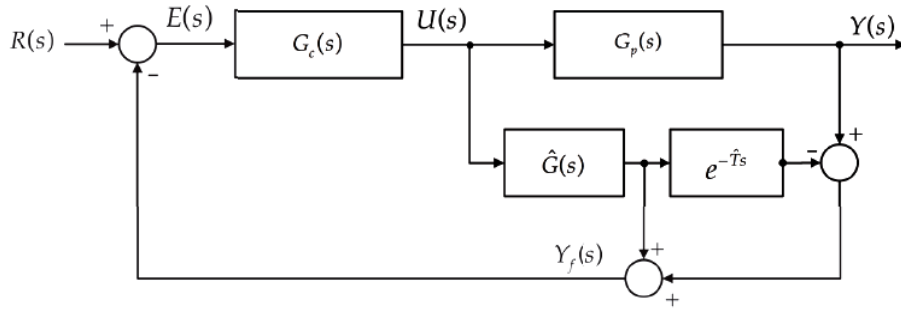 E(s) U(s) Y(s)
R(s) + G_c(s) G_p(s)
-
+
-
Ĝ(s) e^{-T̂s}
Y_f(s) +
+